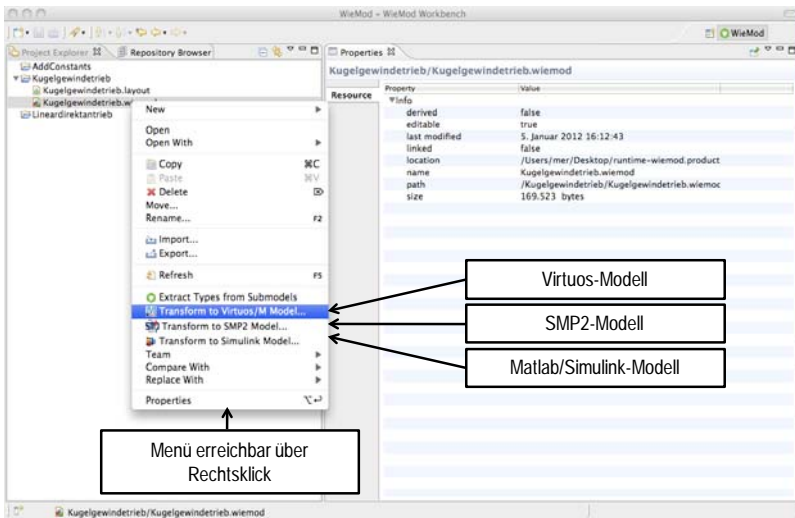 WieMod - WieMod Workbench
WieMod
Project Explorer
Repository Browser
Properties
AddConstants
Kugelgewindetrieb
Kugelgewindetrieb.layout
Kugelgewindetrieb.w
Lineardirektantrieb
Kugelgewindetrieb/Kugelgewindetrieb.wiemod
Resource
Property Value
Info
derived false
editable true
last modified 5. Januar 2012 16:12:43
linked false
location /Users/mer/Desktop/runtime-wiemod.product
name Kugelgewindetrieb.wiemod
path /Kugelgewindetrieb/Kugelgewindetrieb.wiemoc
size 169.523 bytes
New
Open
Open With
Copy ⌘C
Paste ⌘V
Delete ⌦
Move...
Rename... F2
Import...
Export...
Refresh F5
Extract Types from Submodels
Transform to Virtuos/M Model...
Transform to SMP2 Model...
Transform to Simulink Model...
Team
Compare With
Replace With
Properties ⌥↩
Virtuos-Modell
SMP2-Modell
Matlab/Simulink-Modell
Menü erreichbar über
Rechtsklick
Kugelgewindetrieb/Kugelgewindetrieb.wiemod